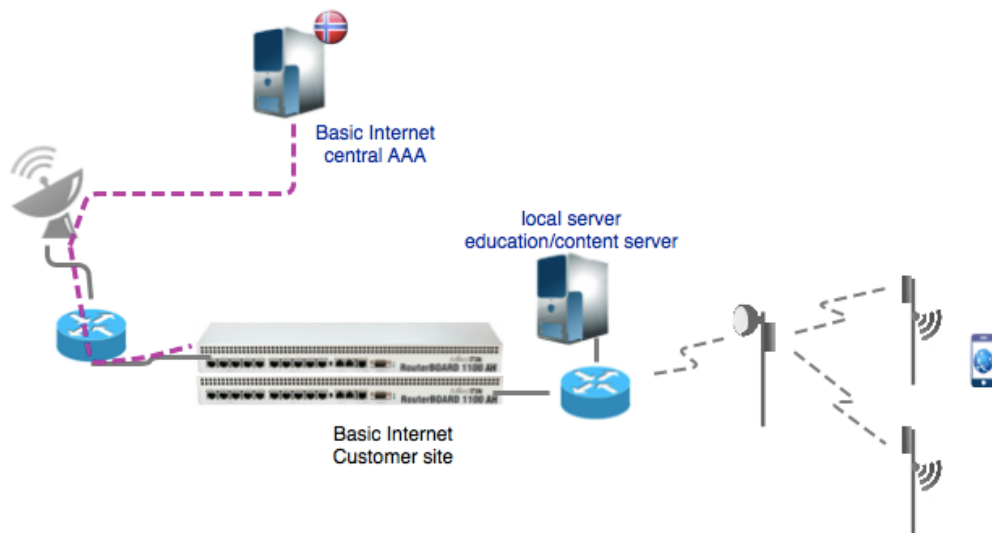 Basic Internet
central AAA
local server
education/content server
RouterBOARD 1100 AH
RouterBOARD 1100 AH
Basic Internet
Customer site